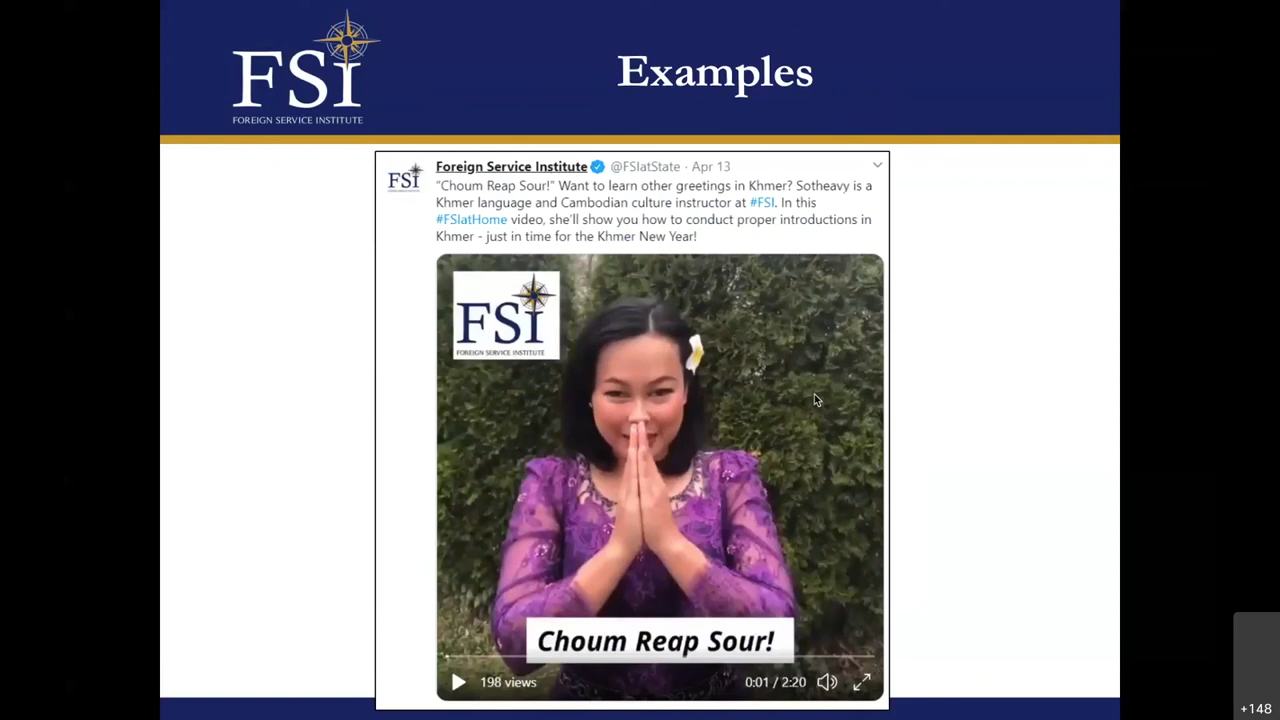 FSI
FOREIGN SERVICE INSTITUTE
Examples
FSI
Foreign Service Institute @FSIatState · Apr 13
"Choum Reap Sour!" Want to learn other greetings in Khmer? Sotheavy is a
Khmer language and Cambodian culture instructor at #FSI. In this
#FSIatHome video, she'll show you how to conduct proper introductions in
Khmer - just in time for the Khmer New Year!
FSI
FOREIGN SERVICE INSTITUTE
Choum Reap Sour!
198 views 0:01 / 2:20
+148